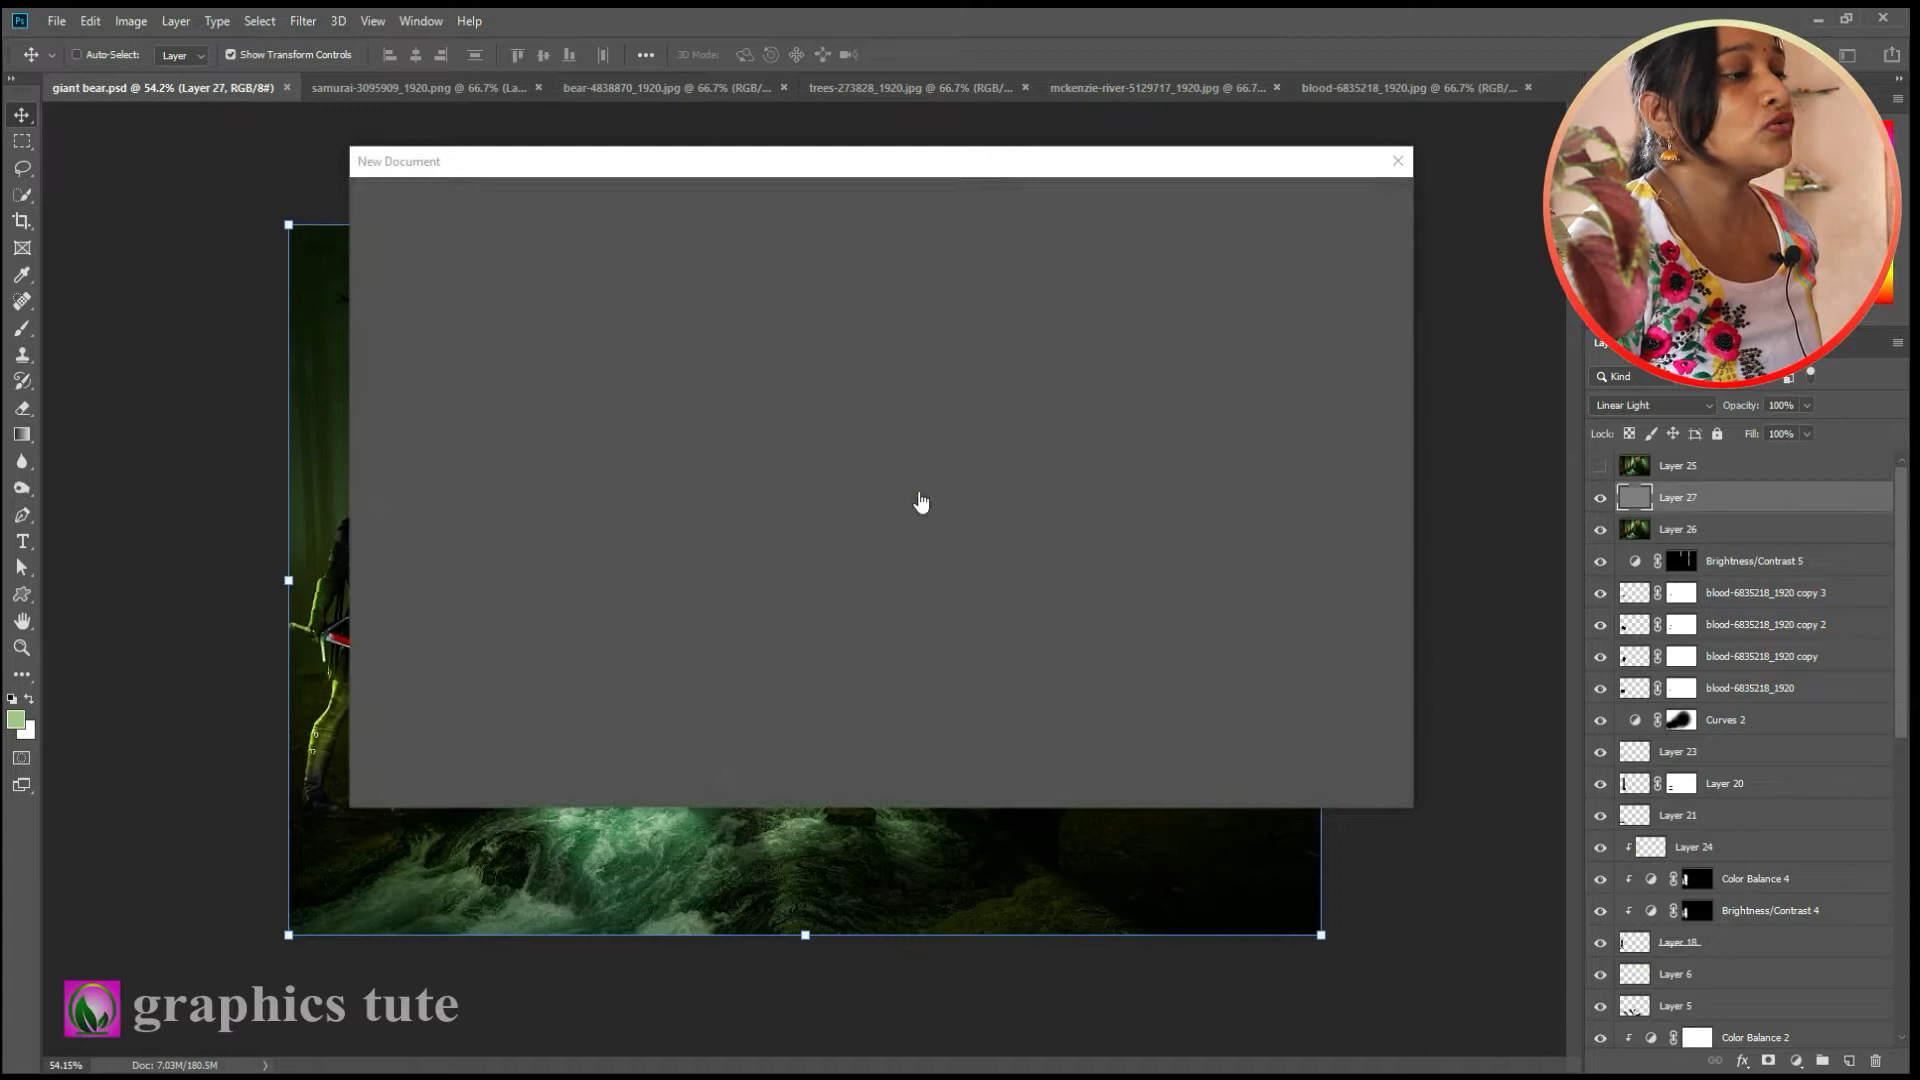 Ps File Edit Image Layer Type Select Filter 3D View Window Help
Auto-Select: Layer Show Transform Controls 3D Mode:
giant bear.psd @ 54.2% (Layer 27, RGB/8#) samurai-3095909_1920.png @ 66.7% (La... bear-4838870_1920.jpg @ 66.7% (RGB/... trees-273828_1920.jpg @ 66.7% (RGB/... mckenzie-river-5129717_1920.jpg @ 66.7... blood-6835218_1920.jpg @ 66.7% (RGB/...
New Document
Kind
Linear Light Opacity: 100%
Lock: Fill: 100%
Layer 25
Layer 27
Layer 26
Brightness/Contrast 5
blood-6835218_1920 copy 3
blood-6835218_1920 copy 2
blood-6835218_1920 copy
blood-6835218_1920
Curves 2
Layer 23
Layer 20
Layer 21
Layer 24
Color Balance 4
Brightness/Contrast 4
Layer 18
Layer 6
Layer 5
Color Balance 2
graphics tute
54.15% Doc: 7.03M/180.5M